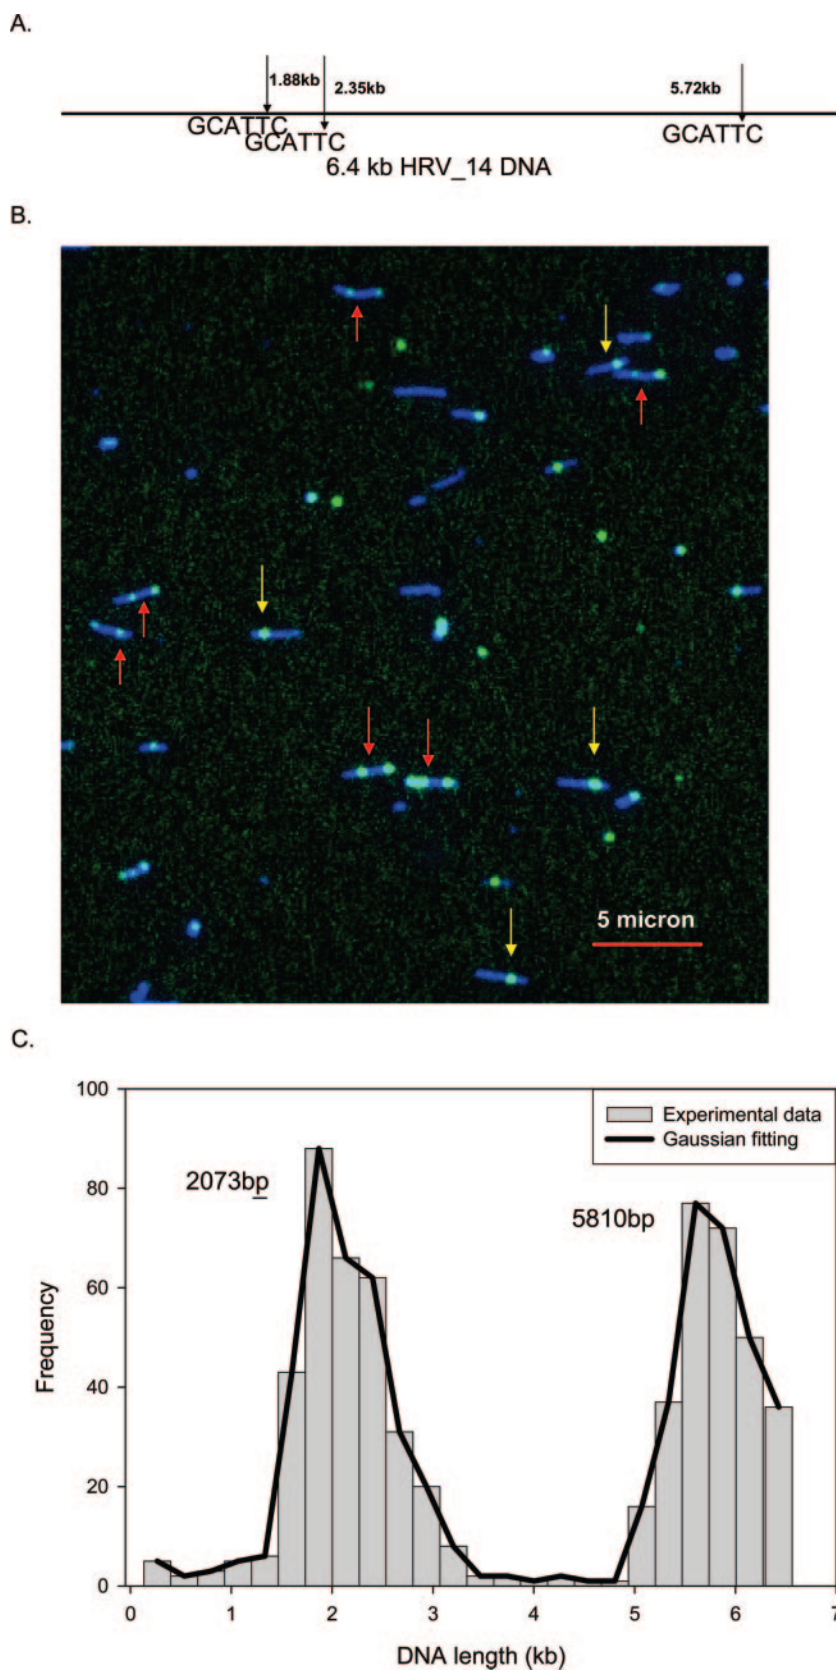 A.
1.88kb
2.35kb
5.72kb
GCATTC
GCATTC
GCATTC
6.4 kb HRV_14 DNA
B.
5 micron
C.
100
80
60
40
20
0
Frequency
2073bp
5810bp
Experimental data
Gaussian fitting
0 1 2 3 4 5 6 7
DNA length (kb)